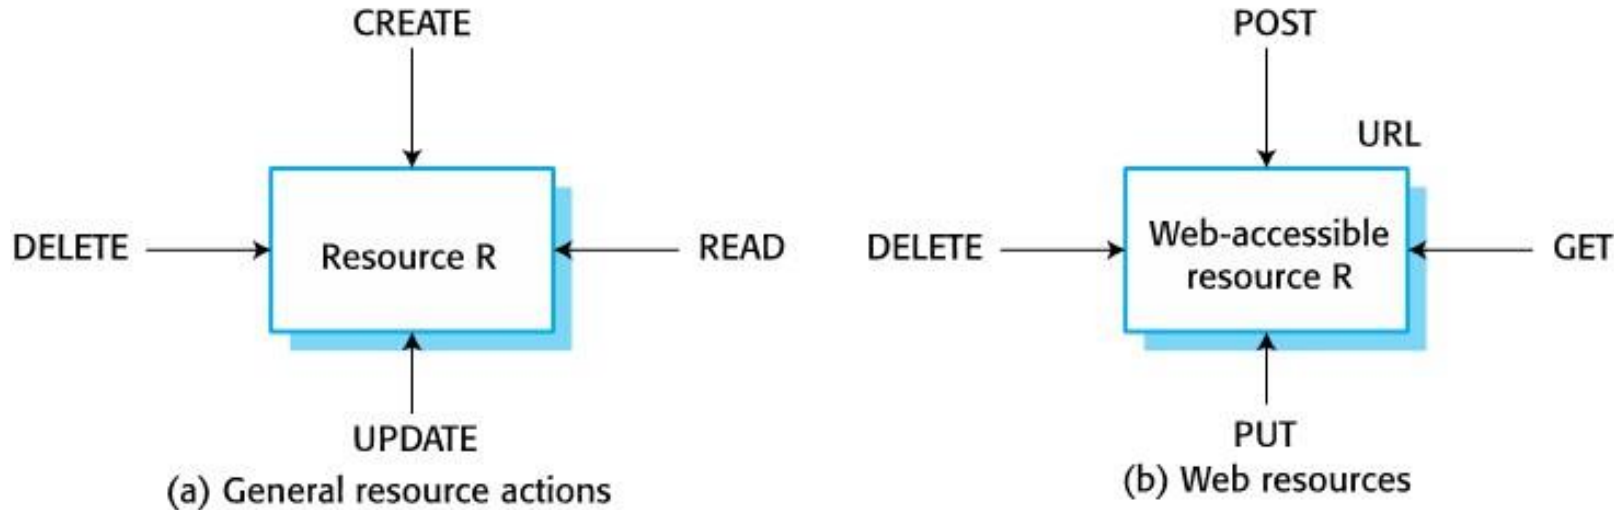 CREATE
DELETE
Resource R
READ
UPDATE
(a) General resource actions
POST
URL
DELETE
Web-accessible
resource R
GET
PUT
(b) Web resources